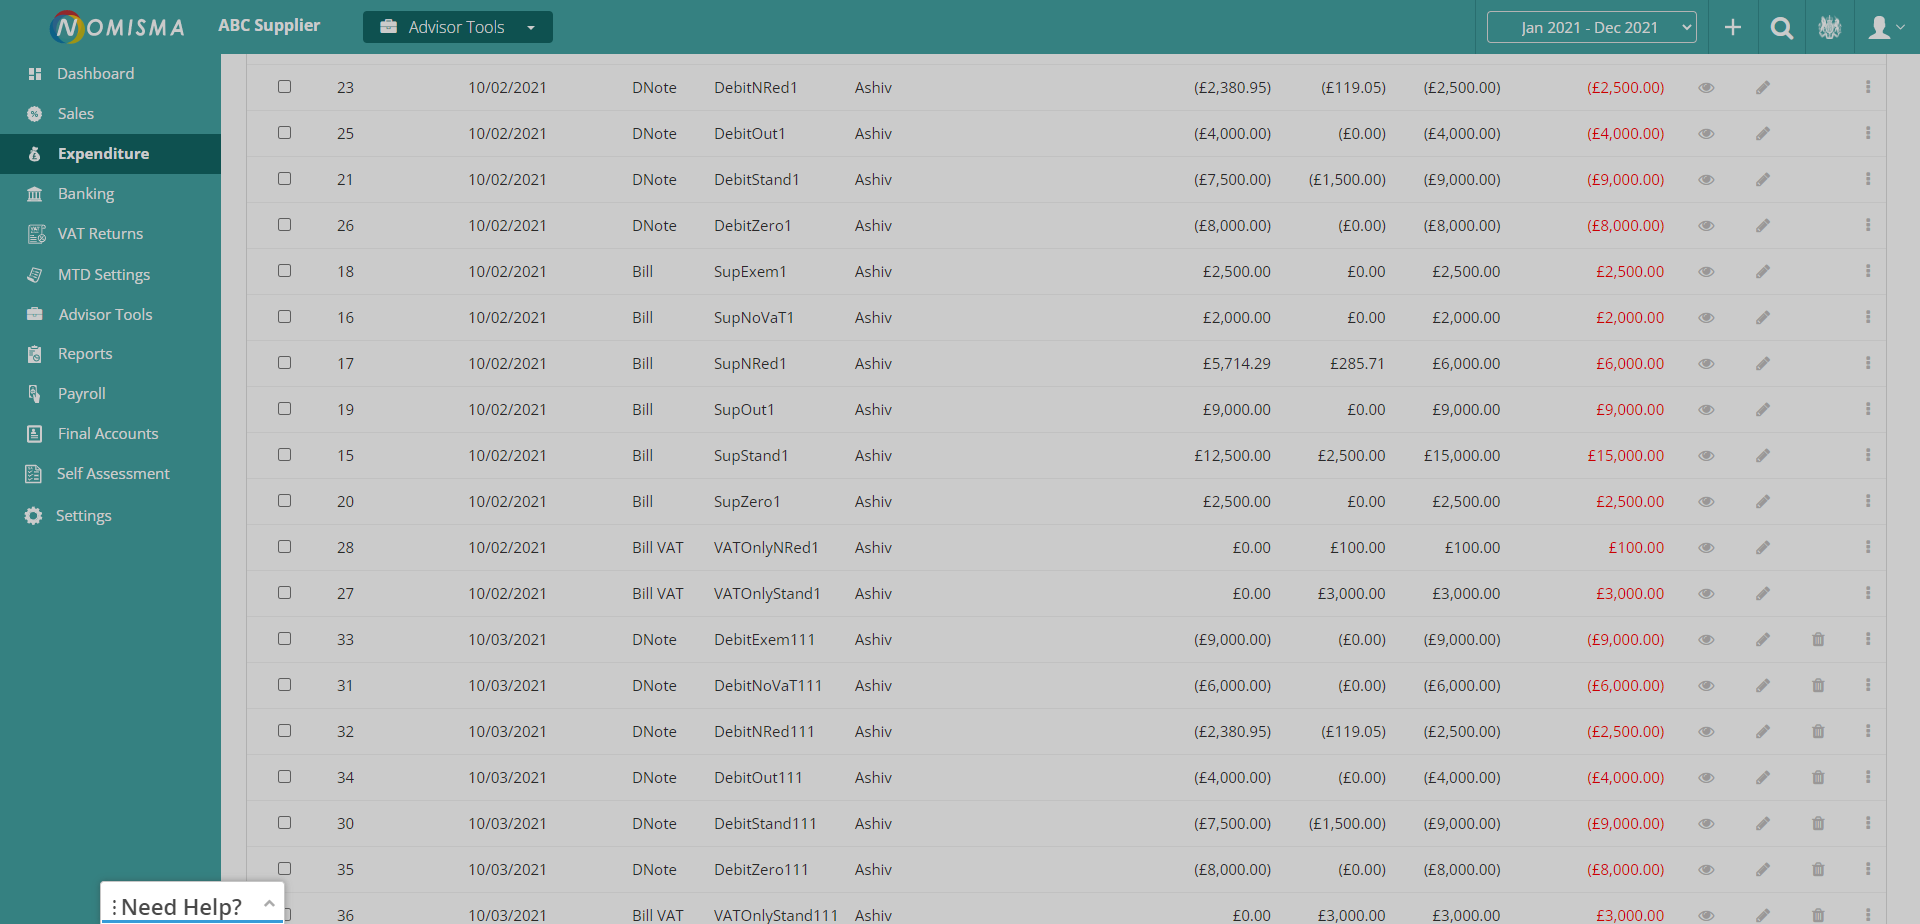 NOMISMA ABC Supplier Advisor Tools Jan 2021 - Dec 2021
Dashboard
Sales
Expenditure
Banking
VAT Returns
MTD Settings
Advisor Tools
Reports
Payroll
Final Accounts
Self Assessment
Settings
23 10/02/2021 DNote DebitNRed1 Ashiv (£2,380.95) (£119.05) (£2,500.00) (£2,500.00)
25 10/02/2021 DNote DebitOut1 Ashiv (£4,000.00) (£0.00) (£4,000.00) (£4,000.00)
21 10/02/2021 DNote DebitStand1 Ashiv (£7,500.00) (£1,500.00) (£9,000.00) (£9,000.00)
26 10/02/2021 DNote DebitZero1 Ashiv (£8,000.00) (£0.00) (£8,000.00) (£8,000.00)
18 10/02/2021 Bill SupExem1 Ashiv £2,500.00 £0.00 £2,500.00 £2,500.00
16 10/02/2021 Bill SupNoVaT1 Ashiv £2,000.00 £0.00 £2,000.00 £2,000.00
17 10/02/2021 Bill SupNRed1 Ashiv £5,714.29 £285.71 £6,000.00 £6,000.00
19 10/02/2021 Bill SupOut1 Ashiv £9,000.00 £0.00 £9,000.00 £9,000.00
15 10/02/2021 Bill SupStand1 Ashiv £12,500.00 £2,500.00 £15,000.00 £15,000.00
20 10/02/2021 Bill SupZero1 Ashiv £2,500.00 £0.00 £2,500.00 £2,500.00
28 10/02/2021 Bill VAT VATOnlyNRed1 Ashiv £0.00 £100.00 £100.00 £100.00
27 10/02/2021 Bill VAT VATOnlyStand1 Ashiv £0.00 £3,000.00 £3,000.00 £3,000.00
33 10/03/2021 DNote DebitExem111 Ashiv (£9,000.00) (£0.00) (£9,000.00) (£9,000.00)
31 10/03/2021 DNote DebitNoVaT111 Ashiv (£6,000.00) (£0.00) (£6,000.00) (£6,000.00)
32 10/03/2021 DNote DebitNRed111 Ashiv (£2,380.95) (£119.05) (£2,500.00) (£2,500.00)
34 10/03/2021 DNote DebitOut111 Ashiv (£4,000.00) (£0.00) (£4,000.00) (£4,000.00)
30 10/03/2021 DNote DebitStand111 Ashiv (£7,500.00) (£1,500.00) (£9,000.00) (£9,000.00)
35 10/03/2021 DNote DebitZero111 Ashiv (£8,000.00) (£0.00) (£8,000.00) (£8,000.00)
36 10/03/2021 Bill VAT VATOnlyStand111 Ashiv £0.00 £3,000.00 £3,000.00 £3,000.00
Need Help?